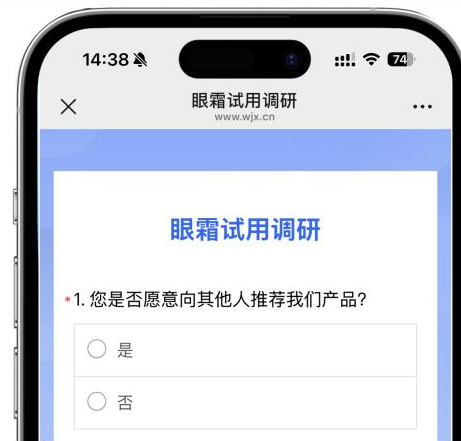 14:38
74
眼霜试用调研
www.wjx.cn
眼霜试用调研
*1. 您是否愿意向其他人推荐我们产品?
是
否